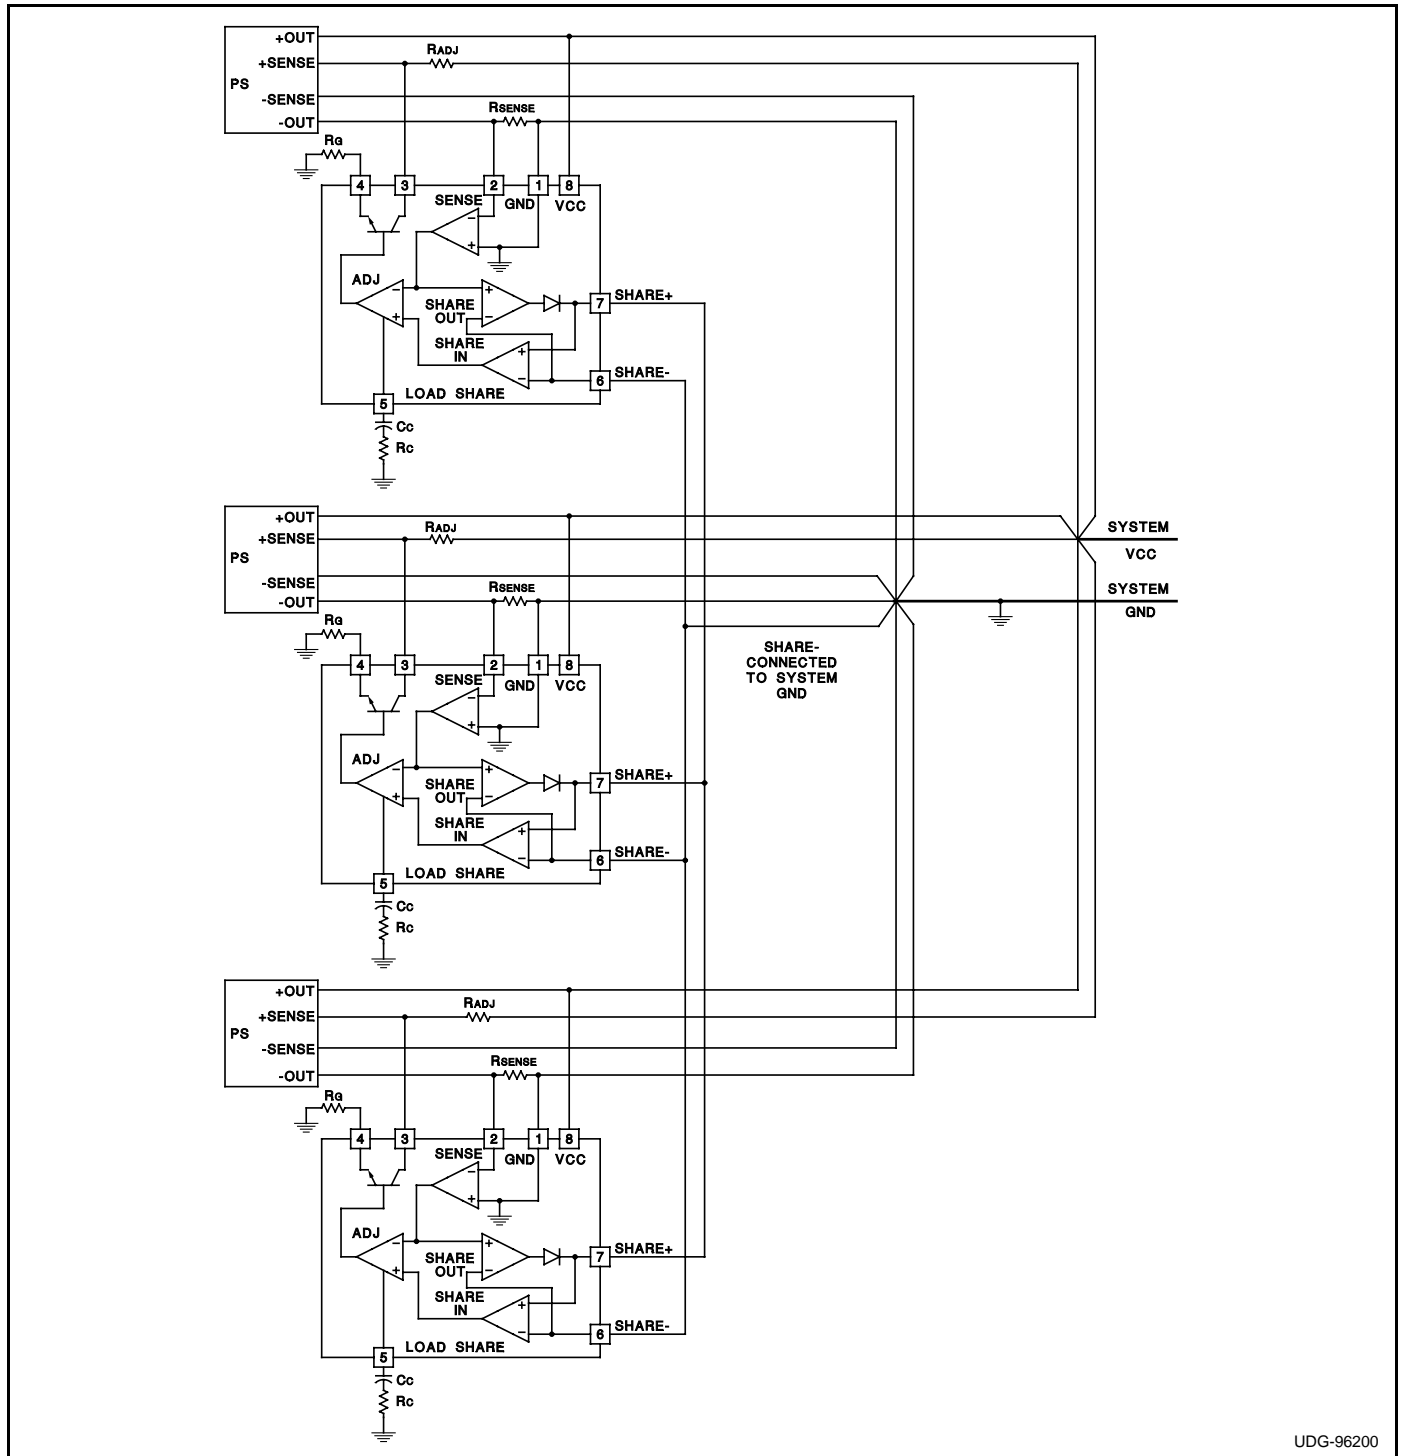 +OUT
+SENSE
PS
-SENSE
-OUT
RADJ
RSENSE
RG
4
3
2
1
8
SENSE
GND
VCC
-
+
ADJ
-
+
SHARE
OUT
+
-
7
SHARE+
SHARE
IN
+
-
6
SHARE-
5
LOAD SHARE
CC
RC
+OUT
+SENSE
PS
-SENSE
-OUT
RADJ
RSENSE
SYSTEM
VCC
SYSTEM
GND
SHARE-
CONNECTED
TO SYSTEM
GND
RG
4
3
2
1
8
SENSE
GND
VCC
-
+
ADJ
-
+
SHARE
OUT
+
-
7
SHARE+
SHARE
IN
+
-
6
SHARE-
5
LOAD SHARE
CC
RC
+OUT
+SENSE
PS
-SENSE
-OUT
RADJ
RSENSE
RG
4
3
2
1
8
SENSE
GND
VCC
-
+
ADJ
-
+
SHARE
OUT
+
-
7
SHARE+
SHARE
IN
+
-
6
SHARE-
5
LOAD SHARE
CC
RC
UDG-96200